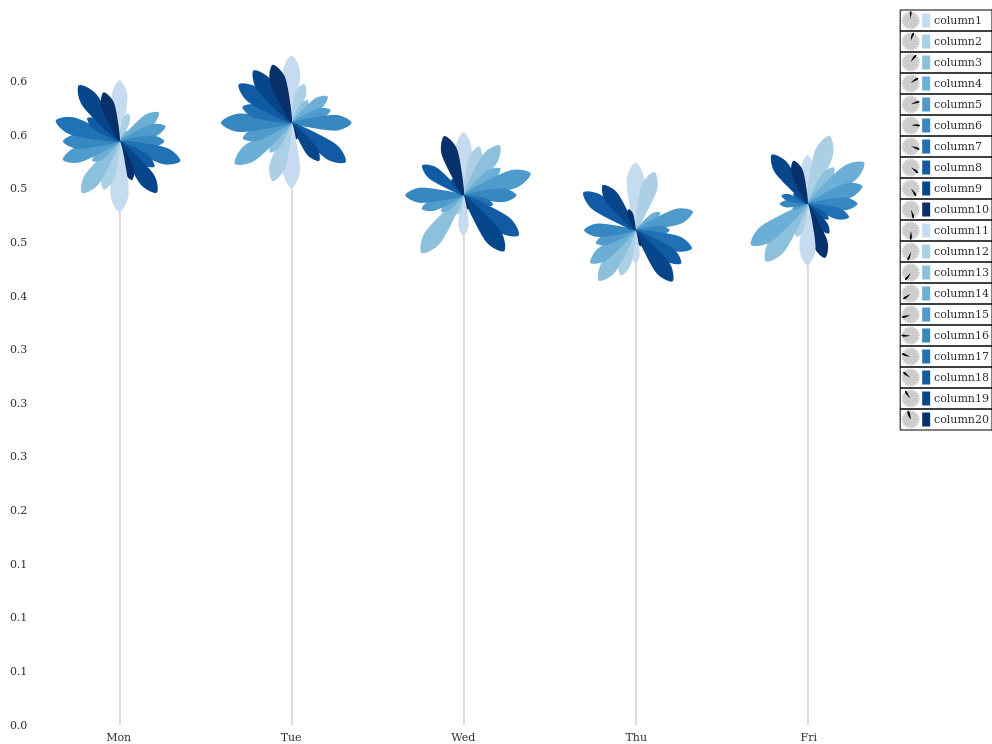 0.6
0.6
0.5
0.5
0.4
0.3
0.3
0.3
0.2
0.1
0.1
0.1
0.0
Mon Tue Wed Thu Fri
column1
column2
column3
column4
column5
column6
column7
column8
column9
column10
column11
column12
column13
column14
column15
column16
column17
column18
column19
column20